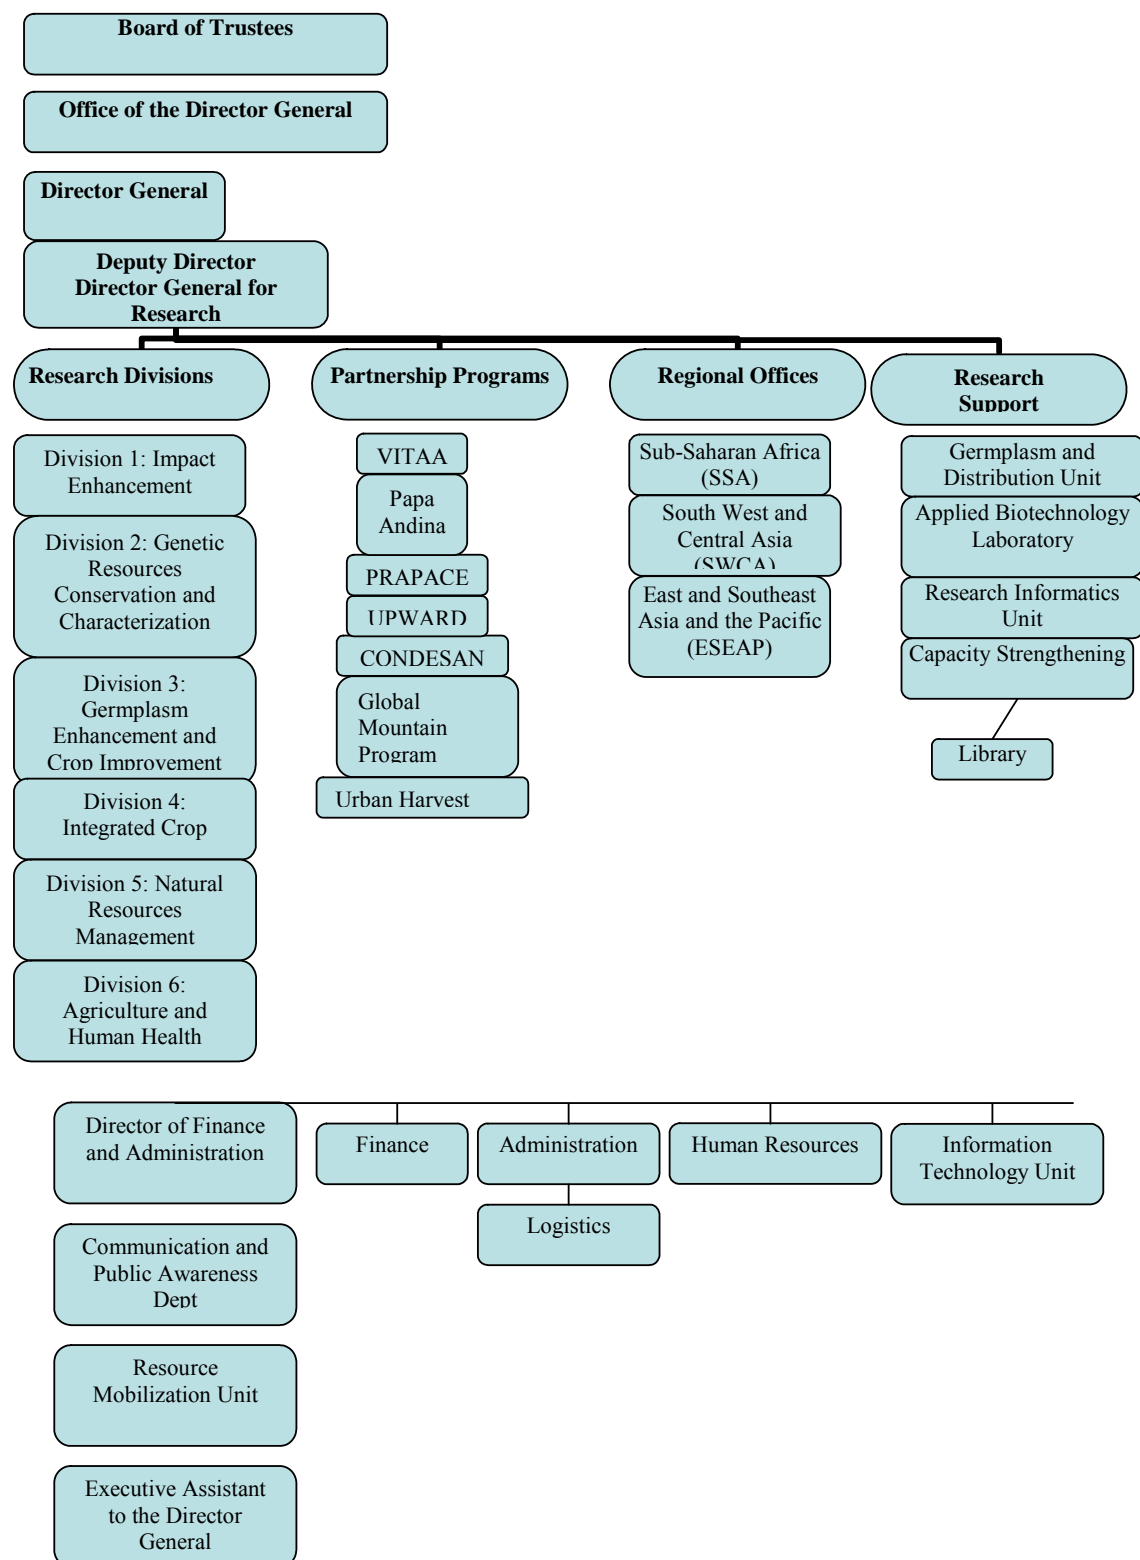 Board of Trustees
Office of the Director General
Director General
Deputy Director
Director General for
Research
Research Divisions
Partnership Programs
Regional Offices
Research
Support
Division 1: Impact
Enhancement
Division 2: Genetic
Resources
Conservation and
Characterization
Division 3:
Germplasm
Enhancement and
Crop Improvement
Division 4:
Integrated Crop
Division 5: Natural
Resources
Management
Division 6:
Agriculture and
Human Health
VITAA
Papa
Andina
PRAPACE
UPWARD
CONDESAN
Global
Mountain
Program
Urban Harvest
Sub-Saharan Africa
(SSA)
South West and
Central Asia
(SWCA)
East and Southeast
Asia and the Pacific
(ESEAP)
Germplasm and
Distribution Unit
Applied Biotechnology
Laboratory
Research Informatics
Unit
Capacity Strengthening
Library
Director of Finance
and Administration
Finance
Administration
Human Resources
Information
Technology Unit
Logistics
Communication and
Public Awareness
Dept
Resource
Mobilization Unit
Executive Assistant
to the Director
General